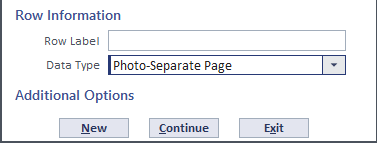 Row Information
Row Label
Data Type Photo-Separate Page
Additional Options
New Continue Exit